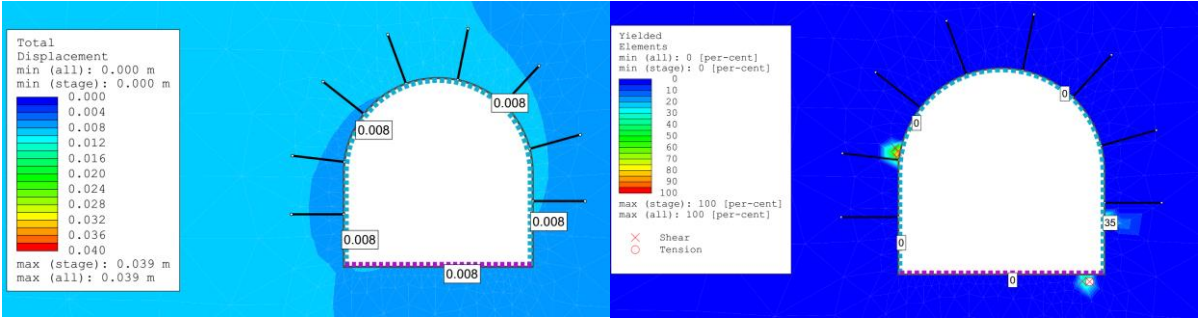 Total
Displacement
min (all): 0.000 m
min (stage): 0.000 m
0.000
0.004
0.008
0.012
0.016
0.020
0.024
0.028
0.032
0.036
0.040
max (stage): 0.039 m
max (all): 0.039 m
0.008
0.008
0.008
0.008
0.008
Yielded
Elements
min (all): 0 [per-cent]
min (stage): 0 [per-cent]
0
10
20
30
40
50
60
70
80
90
100
max (stage): 100 [per-cent]
max (all): 100 [per-cent]
Shear
Tension
0
0
35
0
0